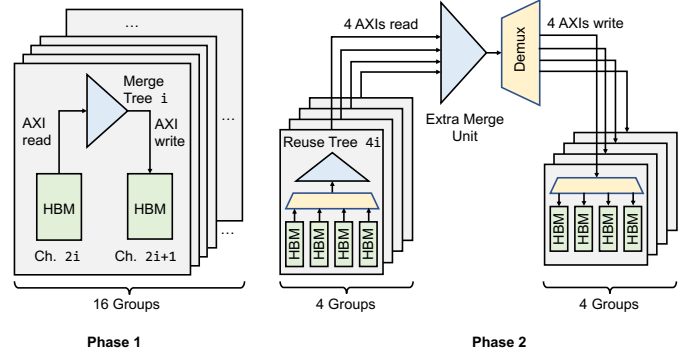 ...
Merge
Tree i
AXI
read
AXI
write
...
HBM
HBM
...
Ch. 2i
Ch. 2i+1
16 Groups
Phase 1
4 AXIs read
4 AXIs write
Demux
Extra Merge
Unit
Reuse Tree 4i
HBM
HBM
HBM
HBM
HBM
HBM
HBM
HBM
4 Groups
4 Groups
Phase 2